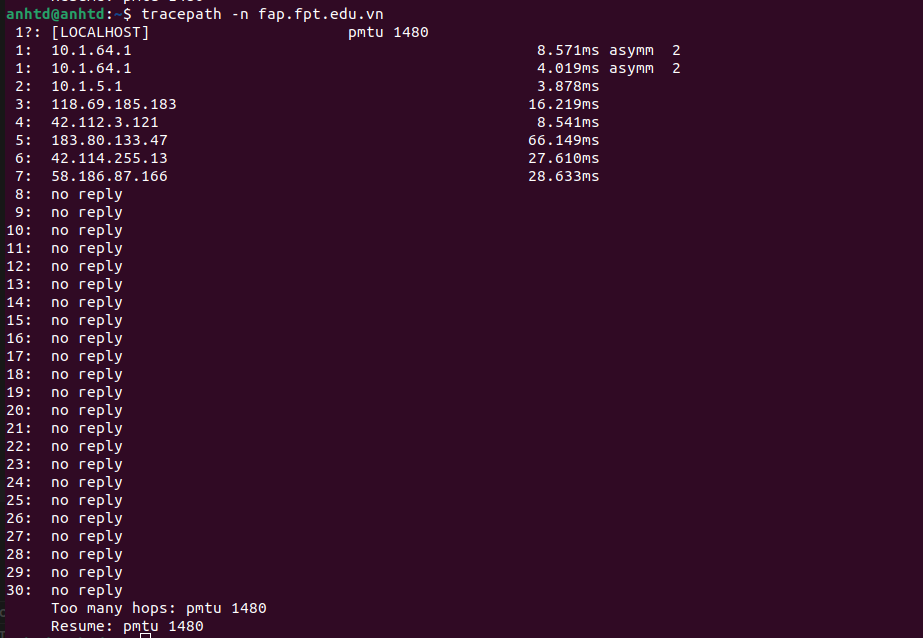 anhtd@anhtd:~$ tracepath -n fap.fpt.edu.vn
1?: [LOCALHOST] pmtu 1480
1: 10.1.64.1 8.571ms asymm 2
1: 10.1.64.1 4.019ms asymm 2
2: 10.1.5.1 3.878ms
3: 118.69.185.183 16.219ms
4: 42.112.3.121 8.541ms
5: 183.80.133.47 66.149ms
6: 42.114.255.13 27.610ms
7: 58.186.87.166 28.633ms
8: no reply
9: no reply
10: no reply
11: no reply
12: no reply
13: no reply
14: no reply
15: no reply
16: no reply
17: no reply
18: no reply
19: no reply
20: no reply
21: no reply
22: no reply
23: no reply
24: no reply
25: no reply
26: no reply
27: no reply
28: no reply
29: no reply
30: no reply
Too many hops: pmtu 1480
Resume: pmtu 1480